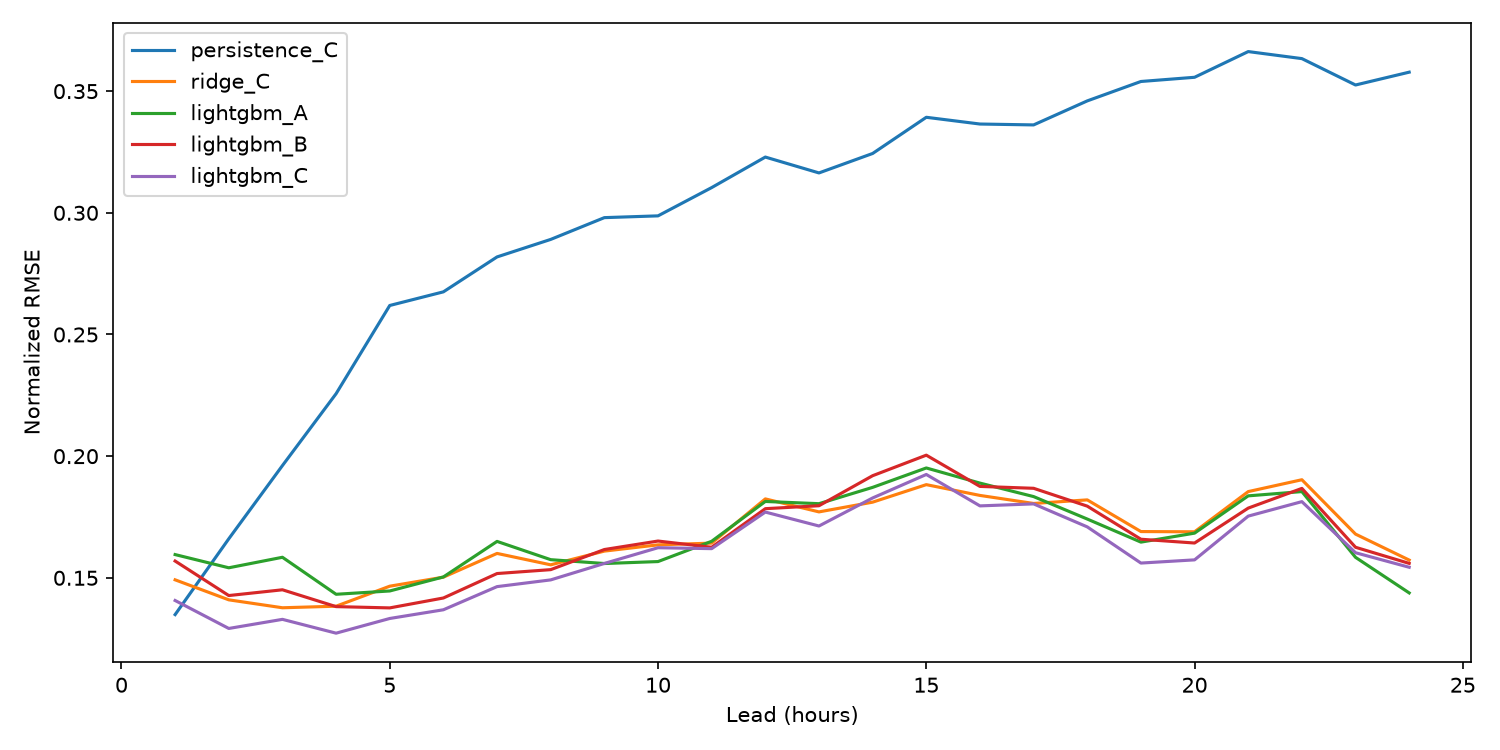 persistence_C
ridge_C
lightgbm_A
lightgbm_B
lightgbm_C
Normalized RMSE
0.35
0.30
0.25
0.20
0.15
0 5 10 15 20 25
Lead (hours)